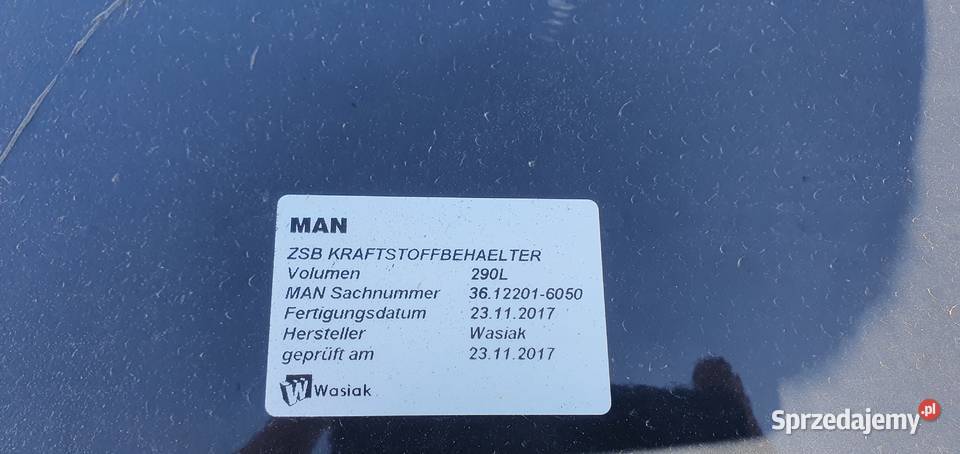 MAN
ZSB KRAFTSTOFFBEHAELTER
Volumen 290L
MAN Sachnummer 36.12201-6050
Fertigungsdatum 23.11.2017
Hersteller Wasiak
geprüft am 23.11.2017
W Wasiak
Sprzedajemy.pl